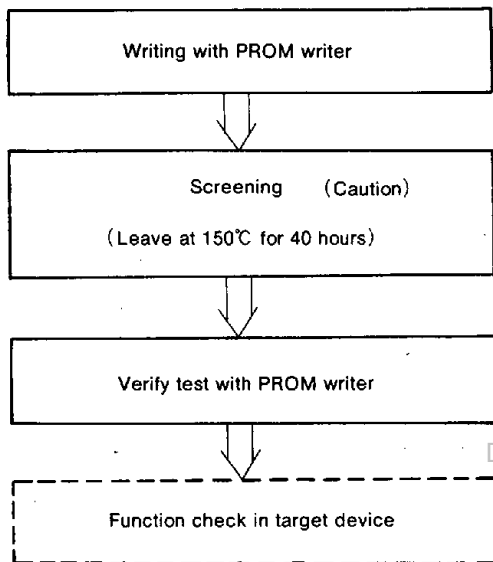 Writing with PROM writer
Screening (Caution)
(Leave at 150℃ for 40 hours)
Verify test with PROM writer
Function check in target device